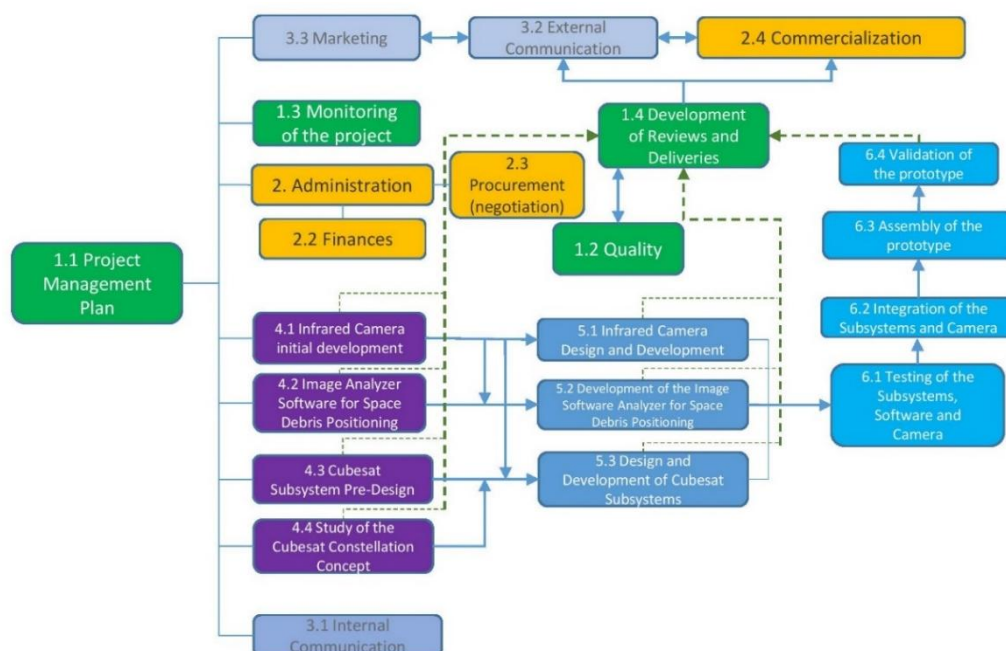 3.3 Marketing
3.2 External
Communication
2.4 Commercialization
1.3 Monitoring
of the project
1.4 Development
of Reviews and
Deliveries
6.4 Validation of
the prototype
2. Administration
2.3
Procurement
(negotiation)
2.2 Finances
1.2 Quality
6.3 Assembly of the
prototype
1.1 Project
Management
Plan
4.1 Infrared Camera
initial development
5.1 Infrared Camera
Design and Development
6.2 Integration of the
Subsystems and Camera
4.2 Image Analyzer
Software for Space
Debris Positioning
5.2 Development of the Image
Software Analyzer for Space
Debris Positioning
6.1 Testing of the
Subsystems,
Software and
Camera
4.3 Cubesat
Subsystem Pre-Design
5.3 Design and
Development of Cubesat
Subsystems
4.4 Study of the
Cubesat Constellation
Concept
3.1 Internal
Communication